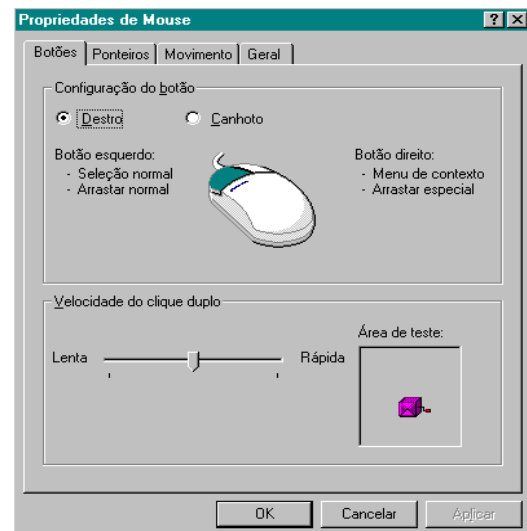 Propriedades de Mouse
Botões Ponteiros Movimento Geral
Configuração do botão
Destro Canhoto
Botão esquerdo:
- Seleção normal
- Arrastar normal
Botão direito:
- Menu de contexto
- Arrastar especial
Velocidade do clique duplo
Área de teste:
Lenta Rápida
OK Cancelar Aplicar